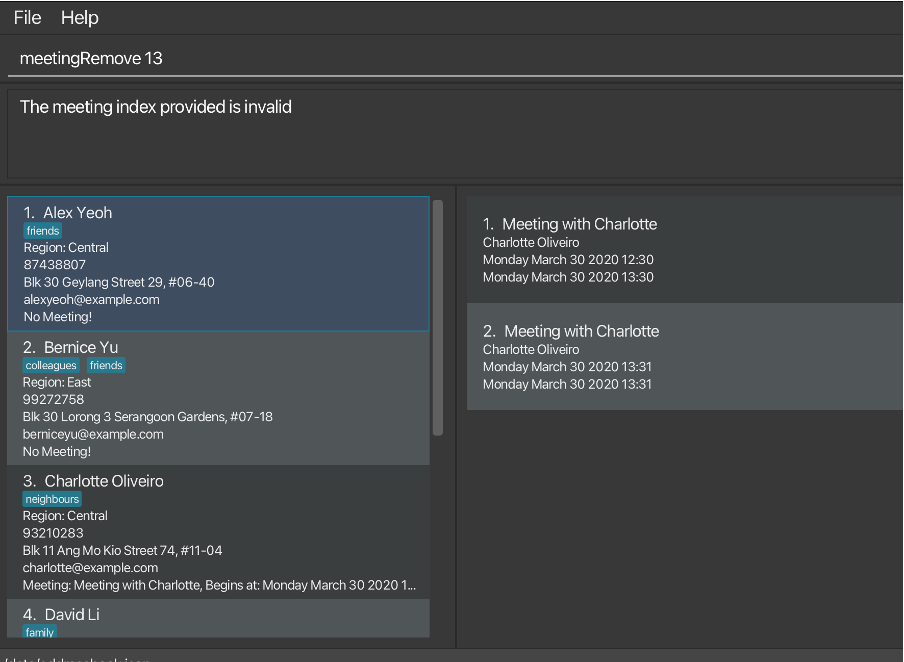 File Help
meetingRemove 13
The meeting index provided is invalid
1. Alex Yeoh
friends
Region: Central
87438807
Blk 30 Geylang Street 29, #06-40
alexyeoh@example.com
No Meeting!
2. Bernice Yu
colleagues friends
Region: East
99272758
Blk 30 Lorong 3 Serangoon Gardens, #07-18
berniceyu@example.com
No Meeting!
3. Charlotte Oliveiro
neighbours
Region: Central
93210283
Blk 11 Ang Mo Kio Street 74, #11-04
charlotte@example.com
Meeting: Meeting with Charlotte, Begins at: Monday March 30 2020 1...
4. David Li
family
1. Meeting with Charlotte
Charlotte Oliveiro
Monday March 30 2020 12:30
Monday March 30 2020 13:30
2. Meeting with Charlotte
Charlotte Oliveiro
Monday March 30 2020 13:31
Monday March 30 2020 13:31